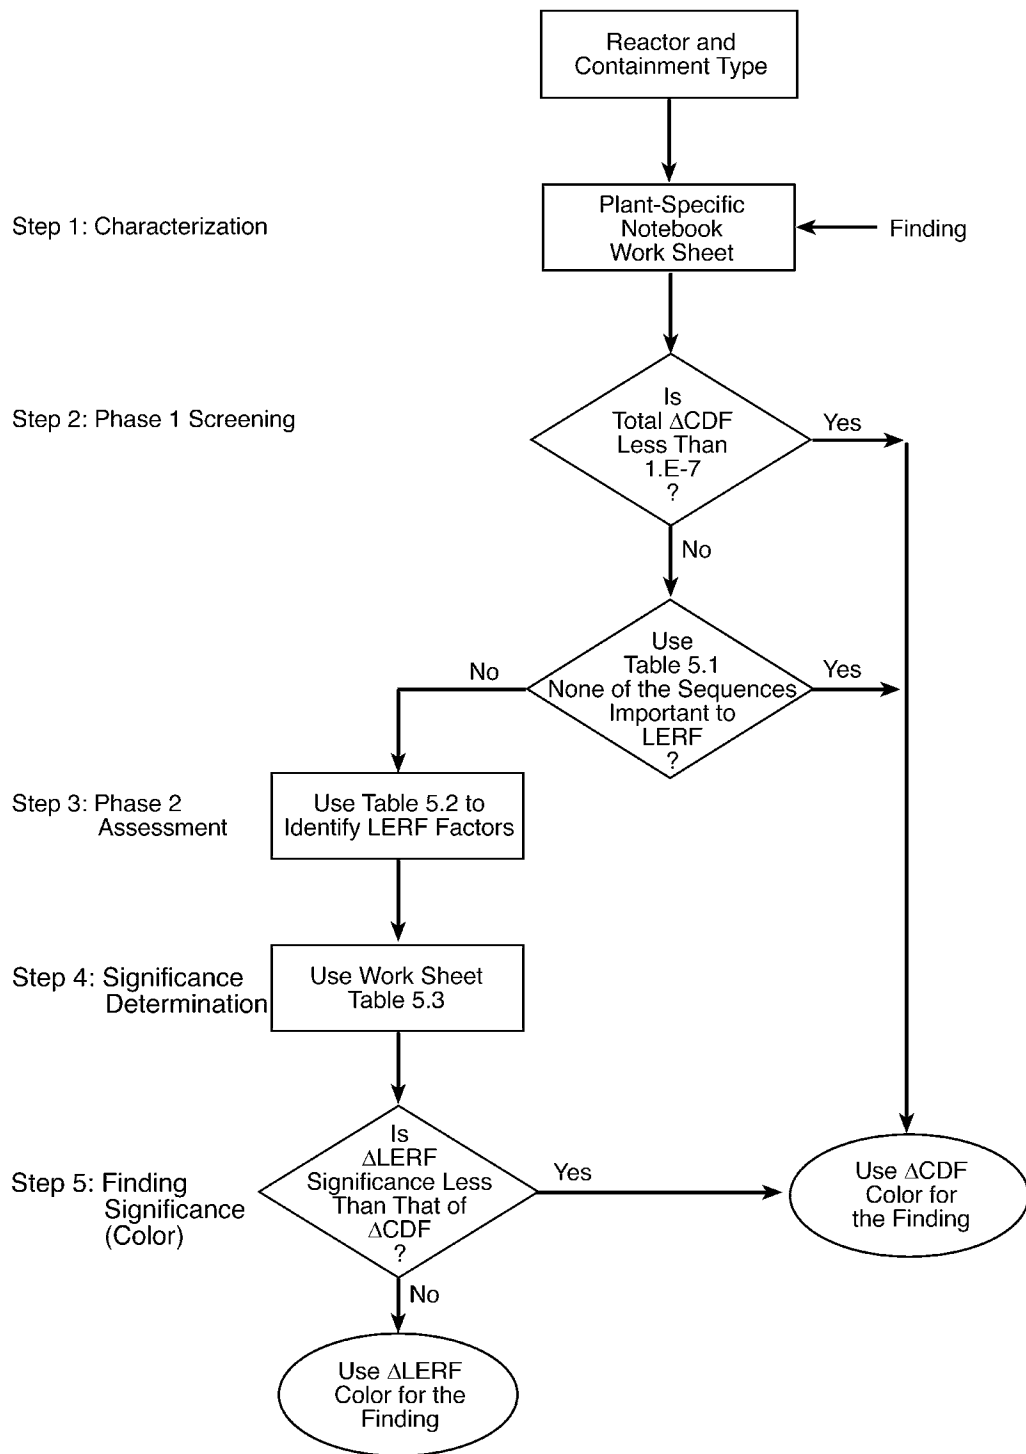 Reactor and
Containment Type
Step 1: Characterization
Plant-Specific
Notebook
Work Sheet
Finding
Step 2: Phase 1 Screening
Is
Total ΔCDF
Less Than
1.E-7
?
Yes
No
Use
Table 5.1
None of the Sequences
Important to
LERF
?
No
Yes
Step 3: Phase 2
Assessment
Use Table 5.2 to
Identify LERF Factors
Step 4: Significance
Determination
Use Work Sheet
Table 5.3
Step 5: Finding
Significance
(Color)
Is
ΔLERF
Significance Less
Than That of
ΔCDF
?
Yes
Use ΔCDF
Color for
the Finding
No
Use ΔLERF
Color for the
Finding